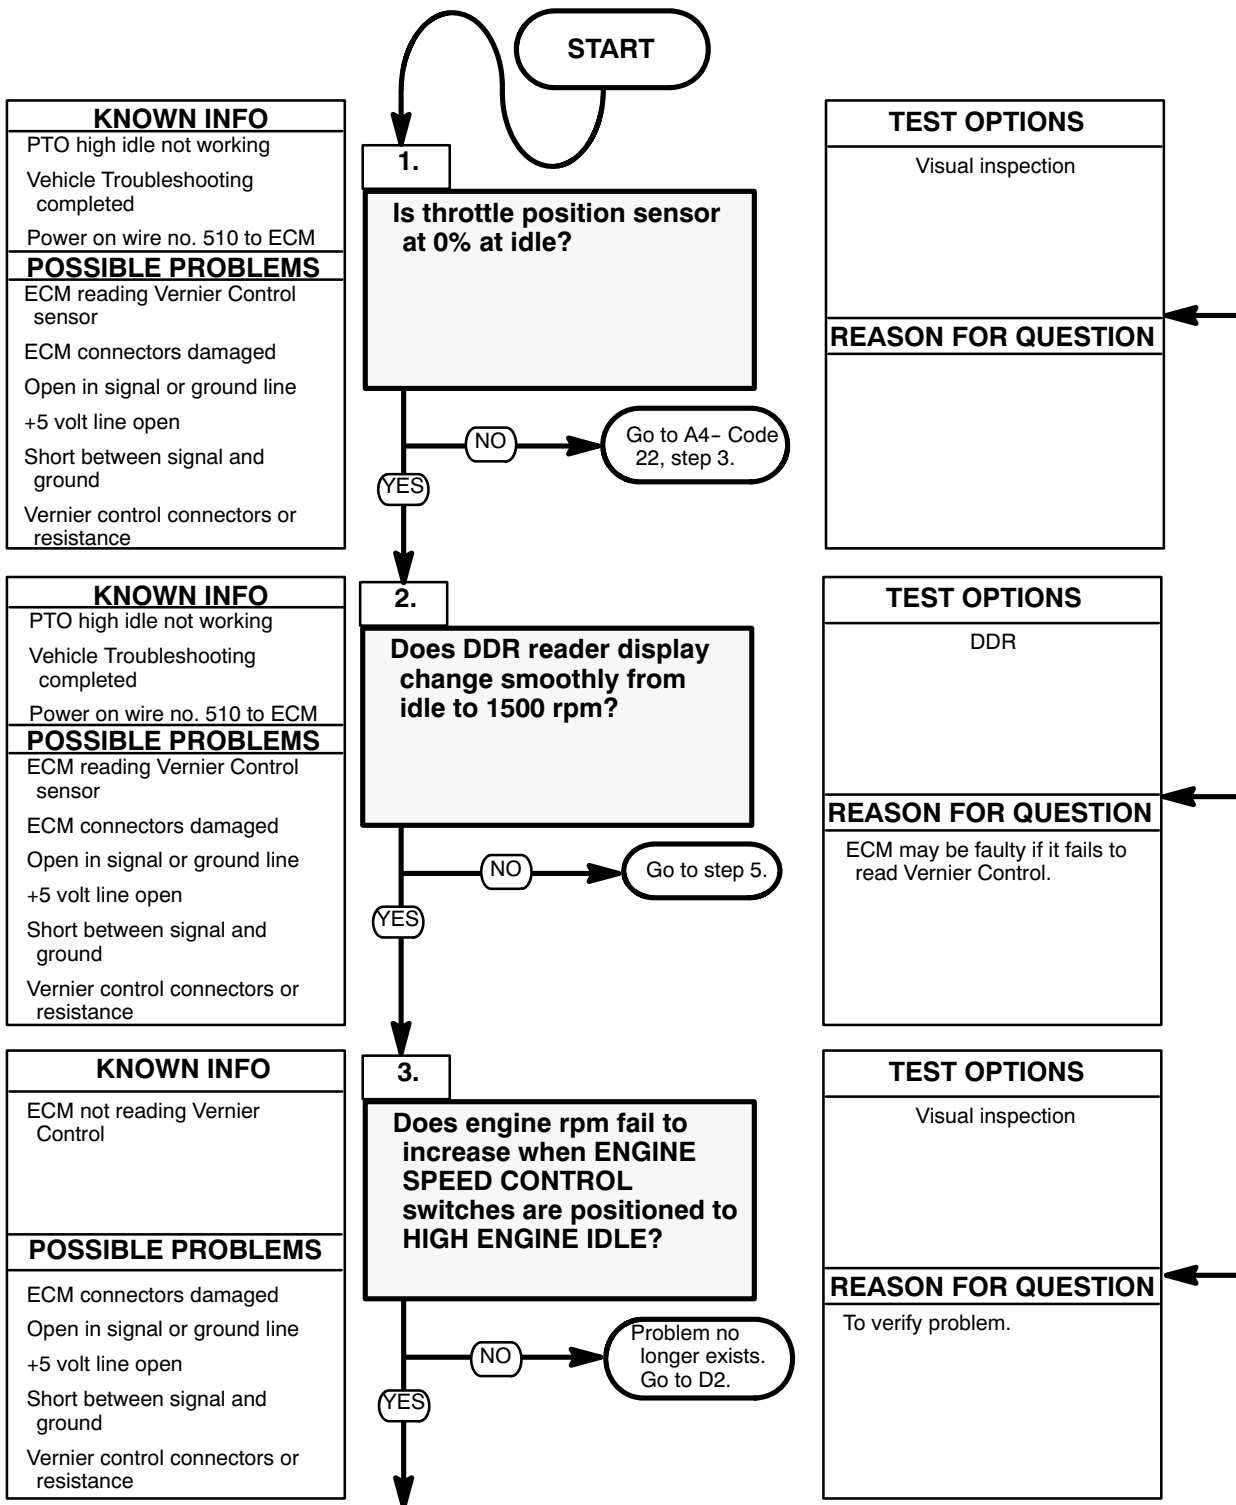 START
KNOWN INFO
PTO high idle not working
Vehicle Troubleshooting
completed
Power on wire no. 510 to ECM
POSSIBLE PROBLEMS
ECM reading Vernier Control
sensor
ECM connectors damaged
Open in signal or ground line
+5 volt line open
Short between signal and
ground
Vernier control connectors or
resistance
1.
Is throttle position sensor
at 0% at idle?
NO
Go to A4-- Code
22, step 3.
YES
TEST OPTIONS
Visual inspection
REASON FOR QUESTION
KNOWN INFO
PTO high idle not working
Vehicle Troubleshooting
completed
Power on wire no. 510 to ECM
POSSIBLE PROBLEMS
ECM reading Vernier Control
sensor
ECM connectors damaged
Open in signal or ground line
+5 volt line open
Short between signal and
ground
Vernier control connectors or
resistance
2.
Does DDR reader display
change smoothly from
idle to 1500 rpm?
NO
Go to step 5.
YES
TEST OPTIONS
DDR
REASON FOR QUESTION
ECM may be faulty if it fails to
read Vernier Control.
KNOWN INFO
ECM not reading Vernier
Control
POSSIBLE PROBLEMS
ECM connectors damaged
Open in signal or ground line
+5 volt line open
Short between signal and
ground
Vernier control connectors or
resistance
3.
Does engine rpm fail to
increase when ENGINE
SPEED CONTROL
switches are positioned to
HIGH ENGINE IDLE?
NO
Problem no
longer exists.
Go to D2.
YES
TEST OPTIONS
Visual inspection
REASON FOR QUESTION
To verify problem.